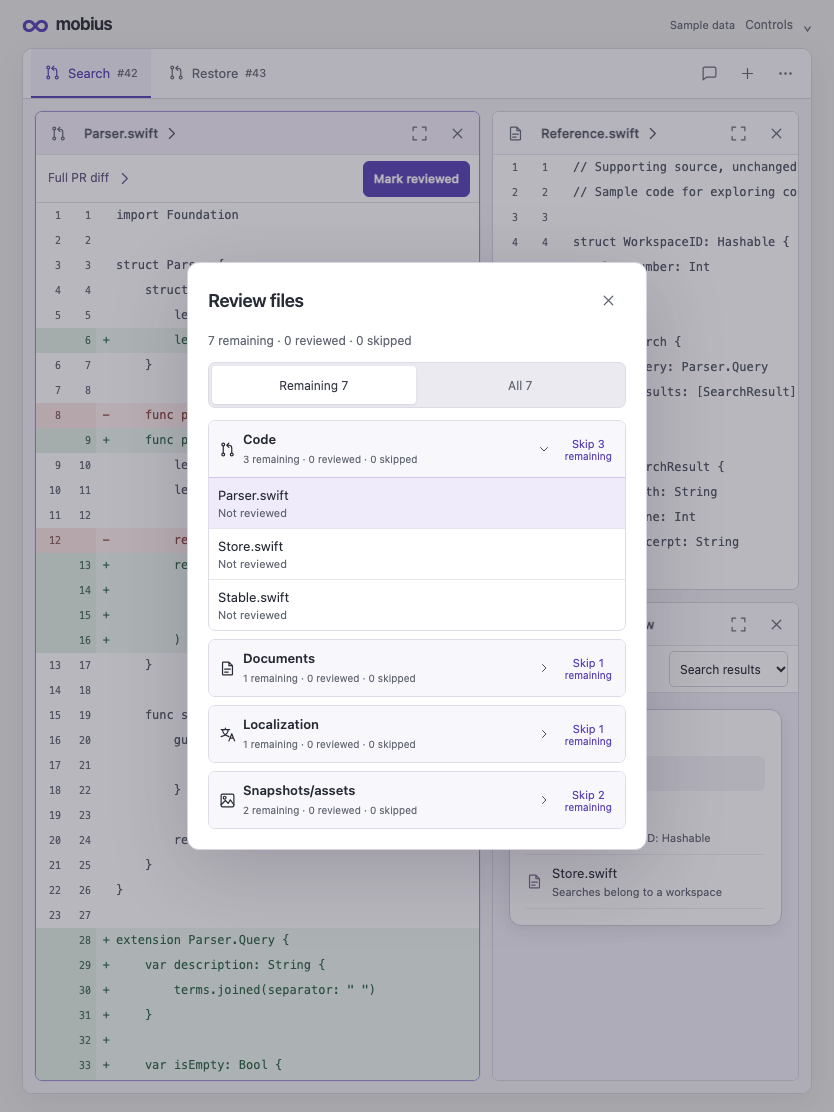 mobius
Sample data Controls
Search #42
Restore #43
Parser.swift
Full PR diff
Mark reviewed
1 1 import Foundation
2 2
3 3 struct
4 4 struct
5 5 le
6 + le
6 7 }
7 8
8 − func p
9 + func p
9 10 le
10 11 le
11 12
12 − re
13 + re
14 +
15 +
16 + )
13 17 }
14 18
15 19 func s
16 20 gu
17 21
18 22 }
19 23
20 24 re
21 25 }
22 26 }
23 27
28 + extension Parser.Query {
29 + var description: String {
30 + terms.joined(separator: " ")
31 + }
32 +
33 + var isEmpty: Bool {
Reference.swift
1 1 // Supporting source, unchanged
2 2 // Sample code for exploring co
3 3
4 4 struct WorkspaceID: Hashable {
mber: Int
rch {
ery: Parser.Query
sults: [SearchResult]
rchResult {
th: String
ne: Int
cerpt: String
w
Search results
D: Hashable
Store.swift
Searches belong to a workspace
Review files
7 remaining · 0 reviewed · 0 skipped
Remaining 7
All 7
Code
3 remaining · 0 reviewed · 0 skipped
Skip 3
remaining
Parser.swift
Not reviewed
Store.swift
Not reviewed
Stable.swift
Not reviewed
Documents
1 remaining · 0 reviewed · 0 skipped
Skip 1
remaining
Localization
1 remaining · 0 reviewed · 0 skipped
Skip 1
remaining
Snapshots/assets
2 remaining · 0 reviewed · 0 skipped
Skip 2
remaining